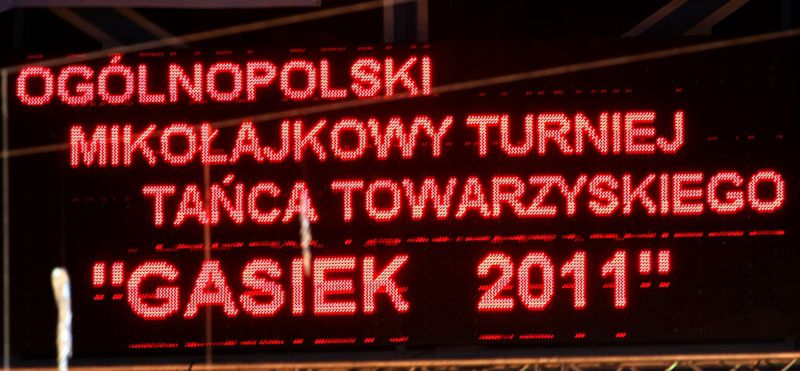 OGÓLNOPOLSKI
MIKOŁAJKOWY TURNIEJ
TAŃCA TOWARZYSKIEGO
"GASIEK 2011"